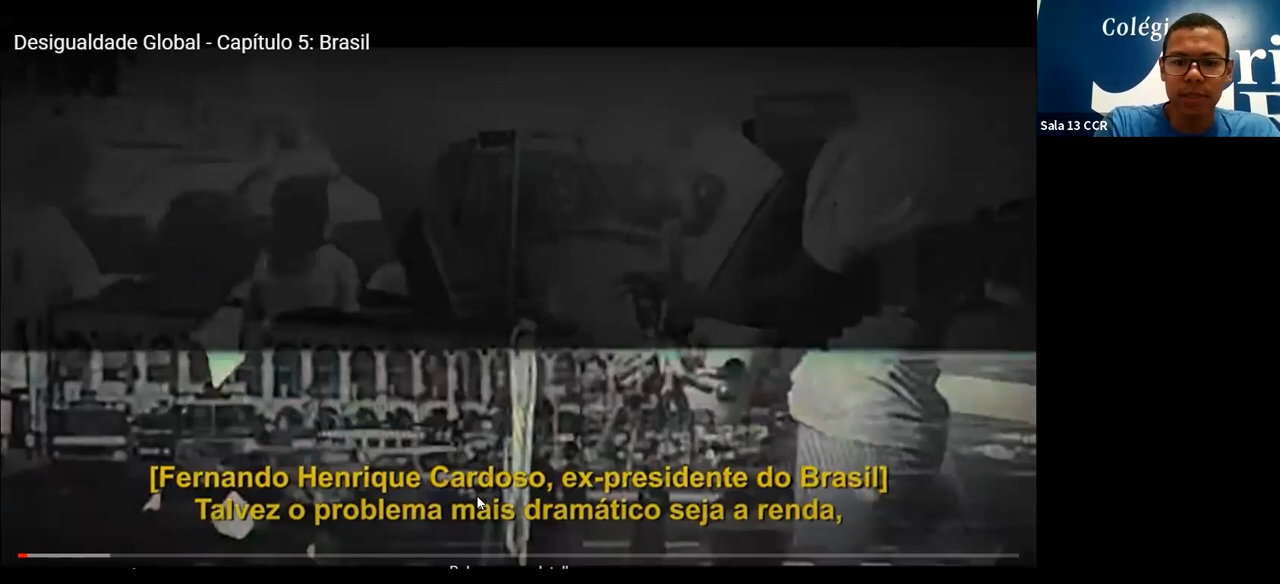 Desigualdade Global - Capítulo 5: Brasil
Colégi
Sala 13 CCR
[Fernando Henrique Cardoso, ex-presidente do Brasil]
Talvez o problema mais dramático seja a renda,